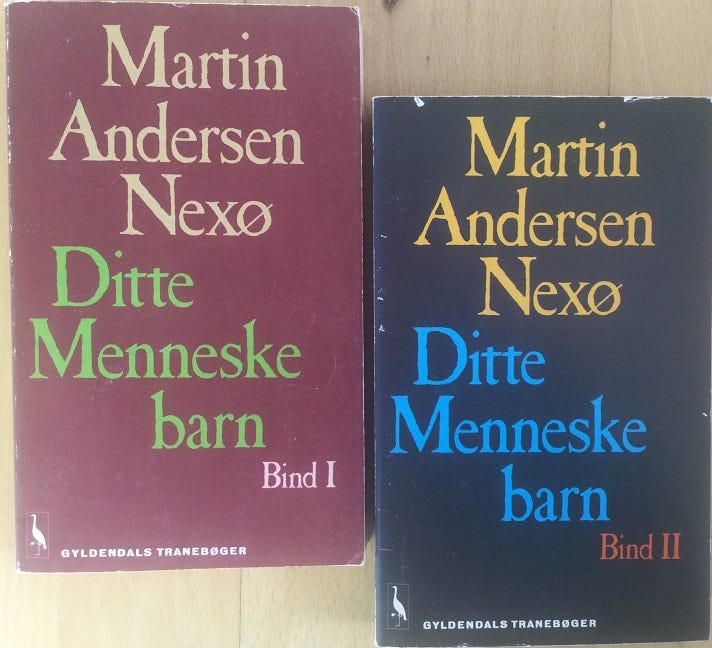 Martin
Andersen
Nexø
Ditte
Menneske
barn
Bind I
GYLDENDALS TRANEBØGER
Martin
Andersen
Nexø
Ditte
Menneske
barn
Bind II
GYLDENDALS TRANEBØGER